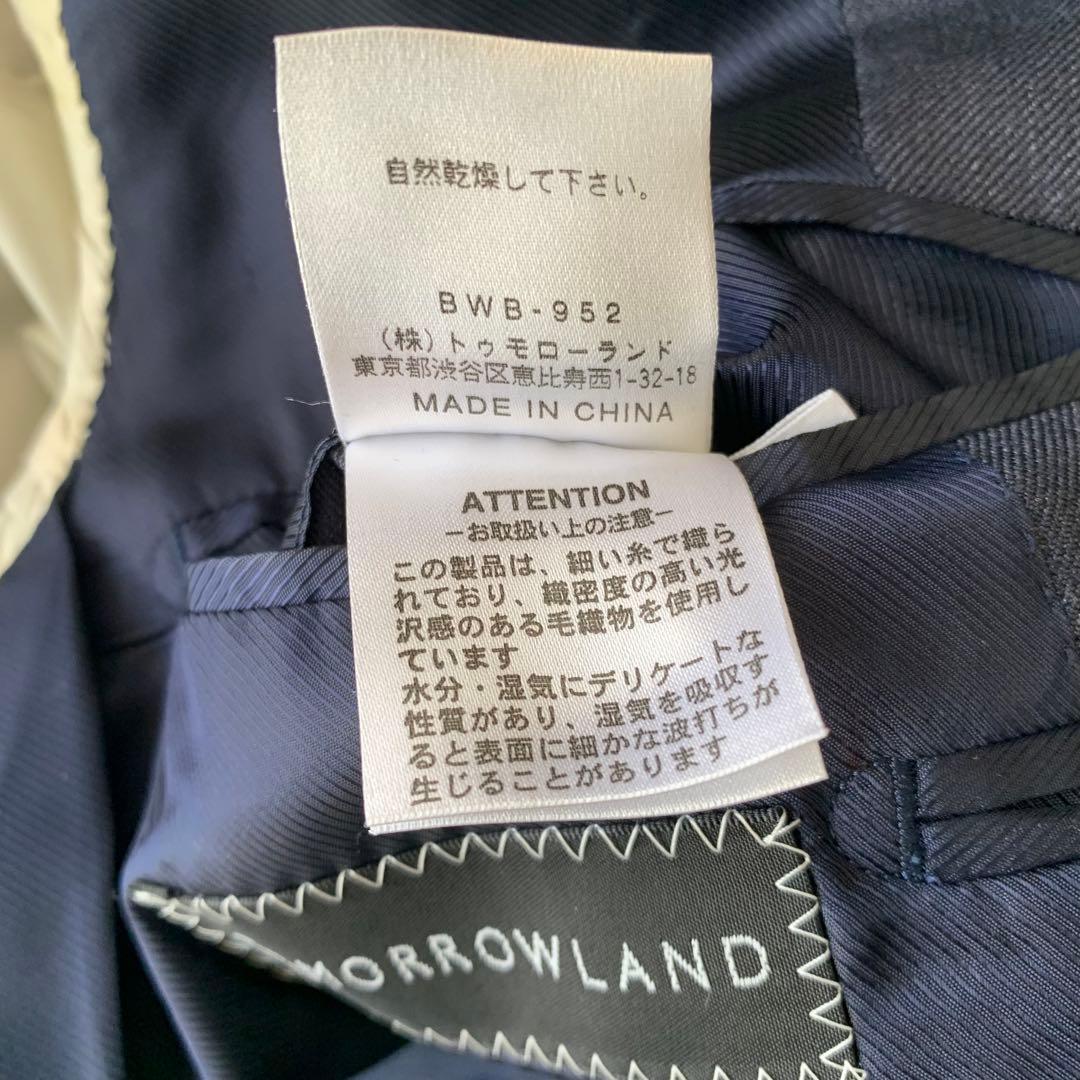 自然乾燥して下さい。
BWB-952
(株)トゥモローランド
東京都渋谷区恵比寿西1-32-18
MADE IN CHINA
ATTENTION
-お取扱い上の注意-
この製品は、細い糸で織ら
れており、織密度の高い光
沢感のある毛織物を使用し
ています
水分・湿気にデリケートな
性質があり、湿気を吸収す
ると表面に細かな波打ちが
生じることがあります
MORROWLAND